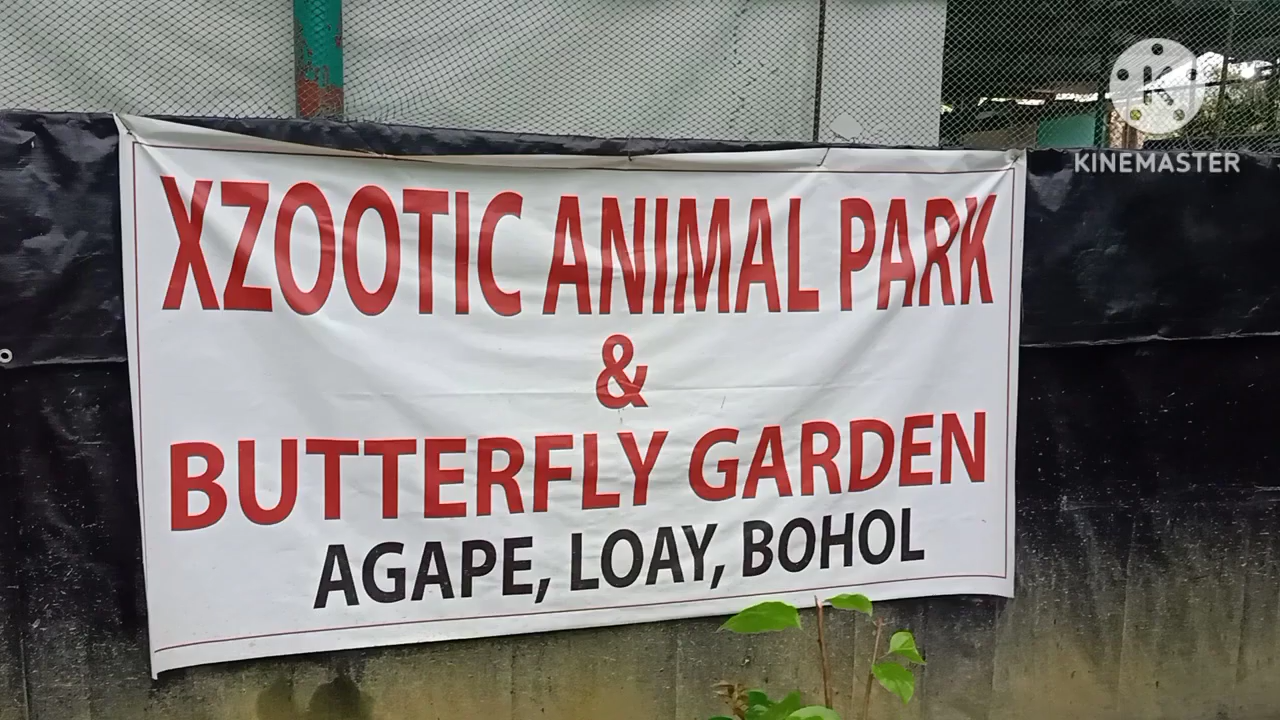 XZOOTIC ANIMAL PARK
&
BUTTERFLY GARDEN
AGAPE, LOAY, BOHOL
K
KINEMASTER